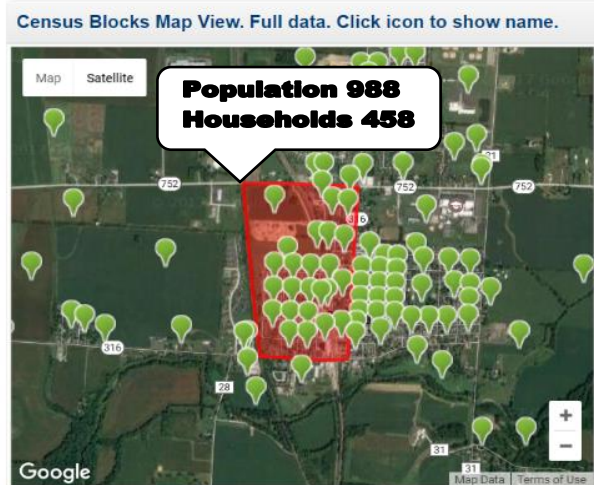 Census Blocks Map View. Full data. Click icon to show name.
Map Satellite
Population 988
Households 458
31
752
752
752
316
28
31
31
+
−
Google
Map Data Terms of Use